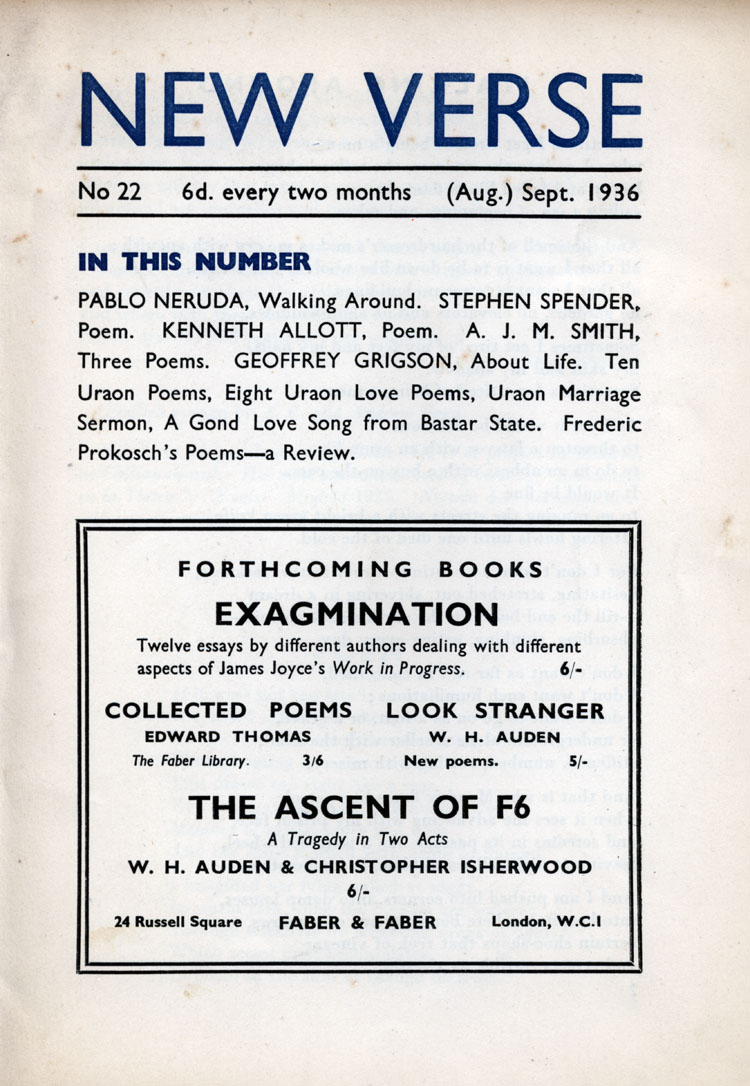 NEW VERSE
No 22 6d. every two months (Aug.) Sept. 1936
IN THIS NUMBER
PABLO NERUDA, Walking Around. STEPHEN SPENDER,
Poem. KENNETH ALLOTT, Poem. A. J. M. SMITH,
Three Poems. GEOFFREY GRIGSON, About Life. Ten
Uraon Poems, Eight Uraon Love Poems, Uraon Marriage
Sermon, A Gond Love Song from Bastar State. Frederic
Prokosch's Poems—a Review.
FORTHCOMING BOOKS
EXAGMINATION
Twelve essays by different authors dealing with different
aspects of James Joyce's Work in Progress. 6/-
COLLECTED POEMS LOOK STRANGER
EDWARD THOMAS W. H. AUDEN
The Faber Library. 3/6 New poems. 5/-
THE ASCENT OF F6
A Tragedy in Two Acts
W. H. AUDEN & CHRISTOPHER ISHERWOOD
6/-
24 Russell Square FABER & FABER London, W.C.1